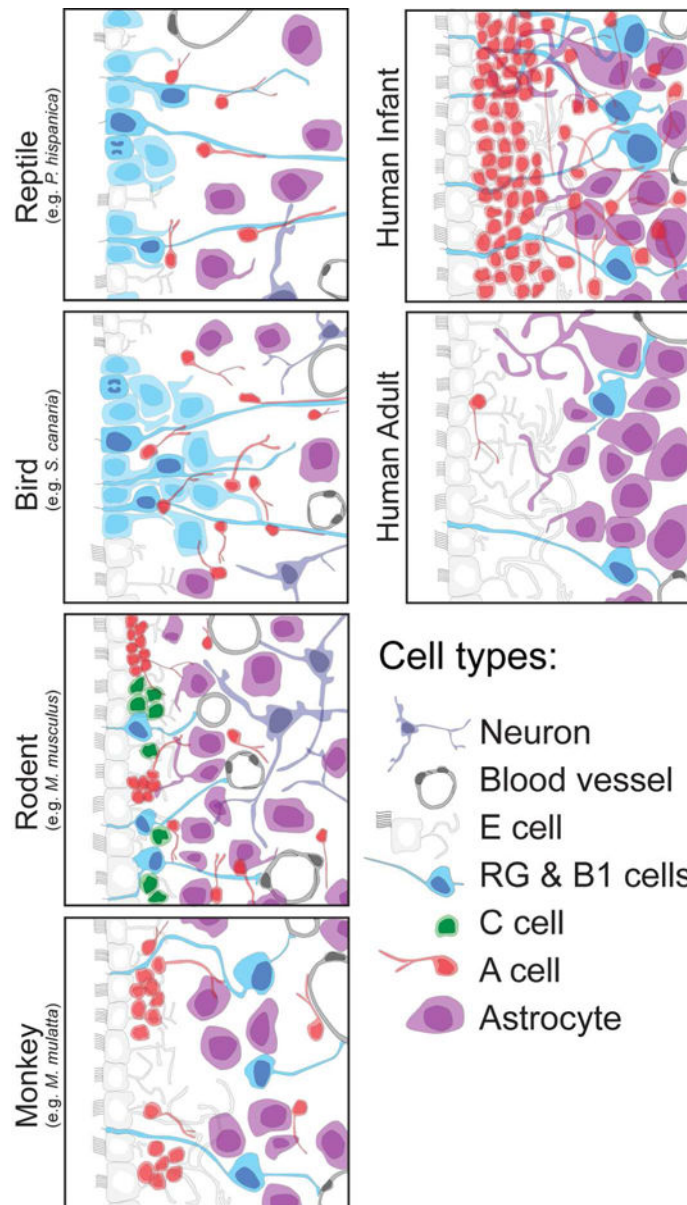 Reptile
(e.g. P. hispanica)
Bird
(e.g. S. canaria)
Rodent
(e.g. M. musculus)
Monkey
(e.g. M. mulatta)
Human Infant
Human Adult
Cell types:
Neuron
Blood vessel
E cell
RG & B1 cells
C cell
A cell
Astrocyte